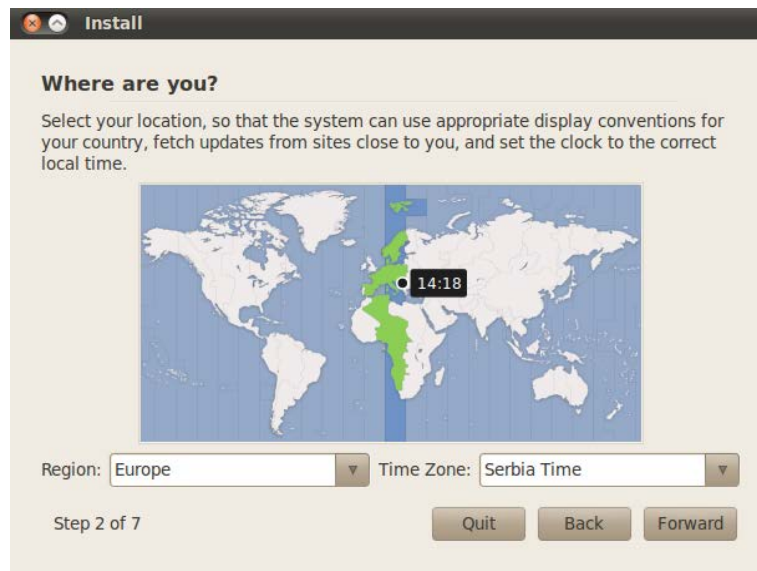 Install
Where are you?
Select your location, so that the system can use appropriate display conventions for
your country, fetch updates from sites close to you, and set the clock to the correct
local time.
14:18
Region: Europe Time Zone: Serbia Time
Step 2 of 7 Quit Back Forward